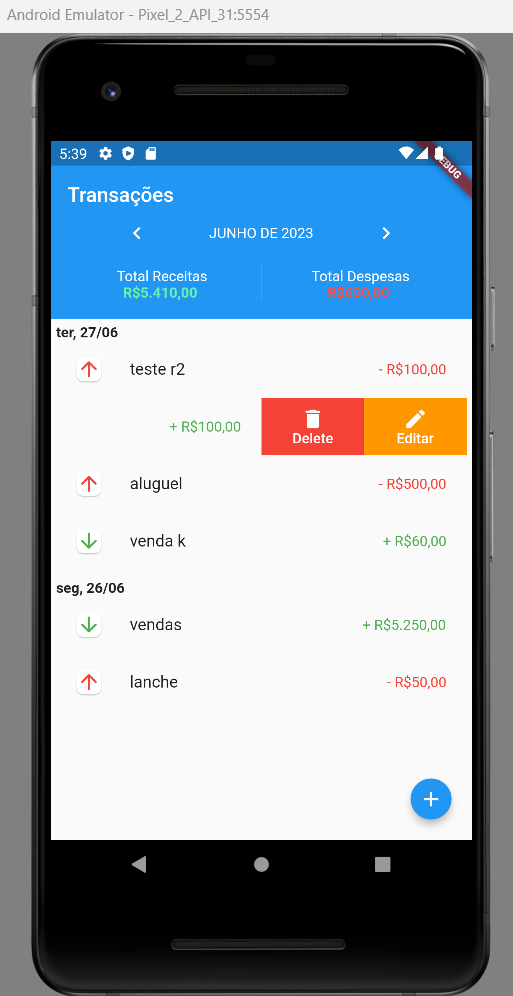 Android Emulator - Pixel_2_API_31:5554
5:39
DEBUG
Transações
JUNHO DE 2023
Total Receitas
Total Despesas
R$5.410,00
R$650,00
ter, 27/06
teste r2
- R$100,00
+ R$100,00
Delete
Editar
aluguel
- R$500,00
venda k
+ R$60,00
seg, 26/06
vendas
+ R$5.250,00
lanche
- R$50,00